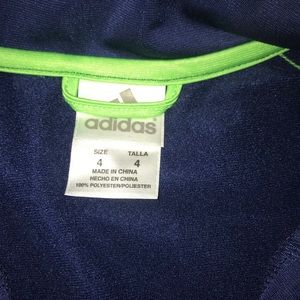 adidas
SIZE TALLA
4 4
MADE IN CHINA
HECHO EN CHINA
100% POLYESTER/POLIESTER